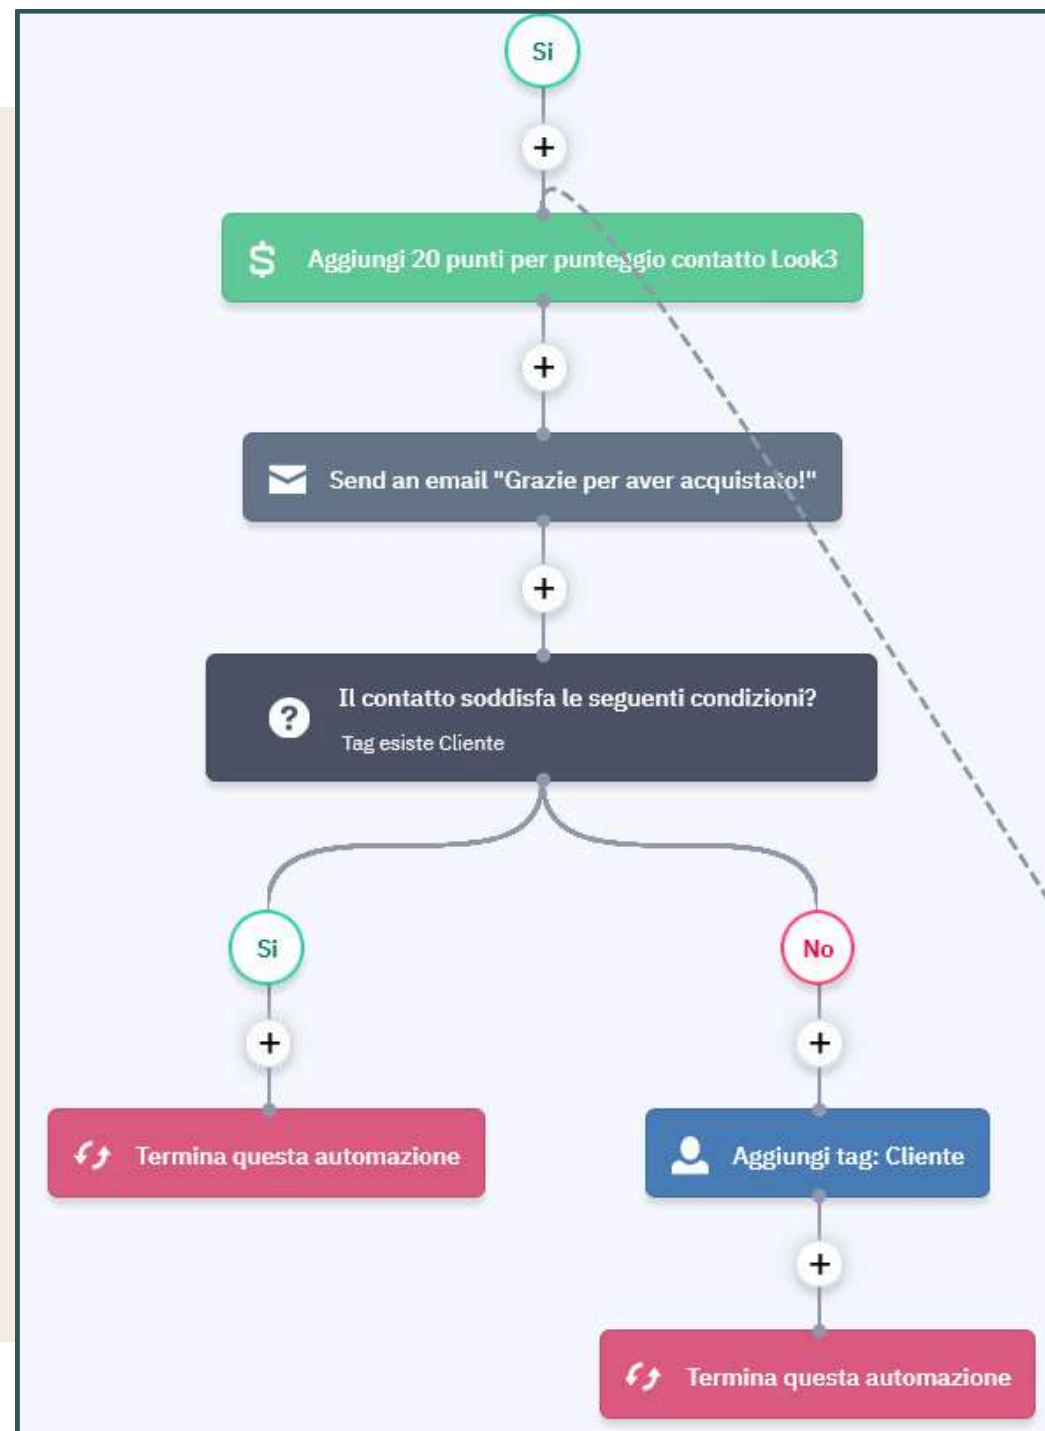 Si
+
$ Aggiungi 20 punti per punteggio contatto Look3
+
Send an email "Grazie per aver acquistato!"
+
? Il contatto soddisfa le seguenti condizioni?
Tag esiste Cliente
Si
No
+
+
Termina questa automazione
Aggiungi tag: Cliente
+
Termina questa automazione